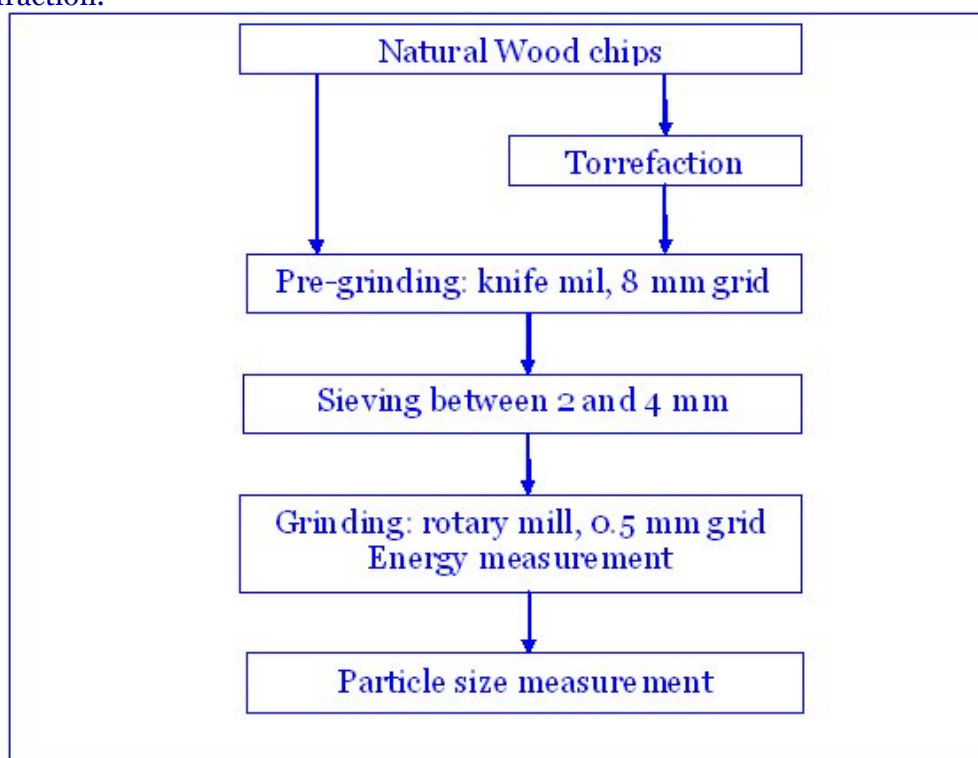 Natural Wood chips
Torrefaction
Pre-grinding: knife mil, 8 mm grid
Sieving between 2 and 4 mm
Grinding: rotary mill, 0.5 mm grid
Energy measurement
Particle size measurement